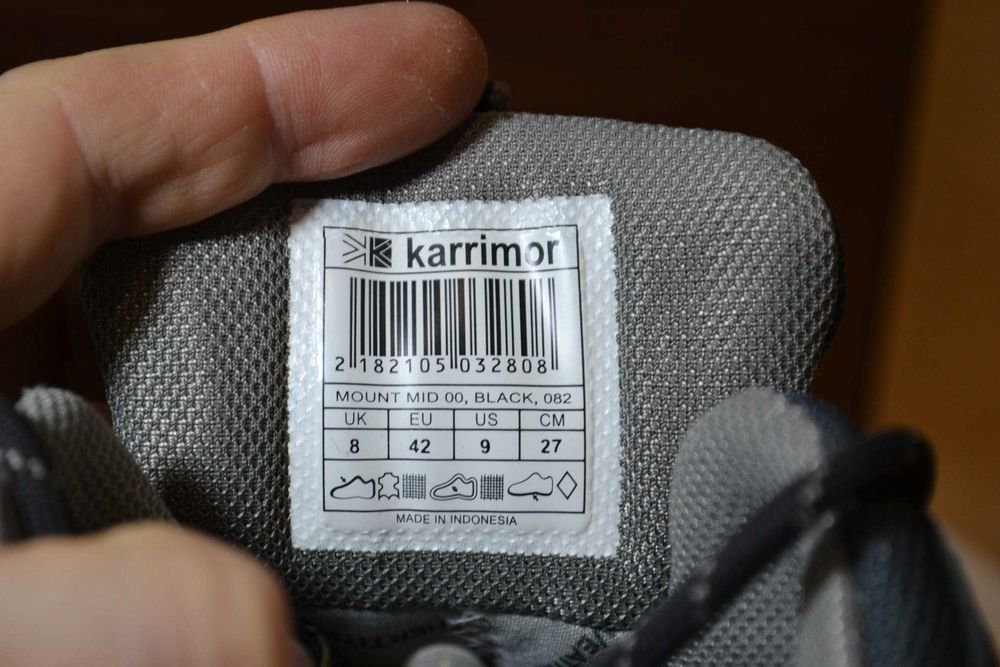 karrimor
2 182105 032808
MOUNT MID 00, BLACK, 082
UK EU US CM
8 42 9 27
MADE IN INDONESIA